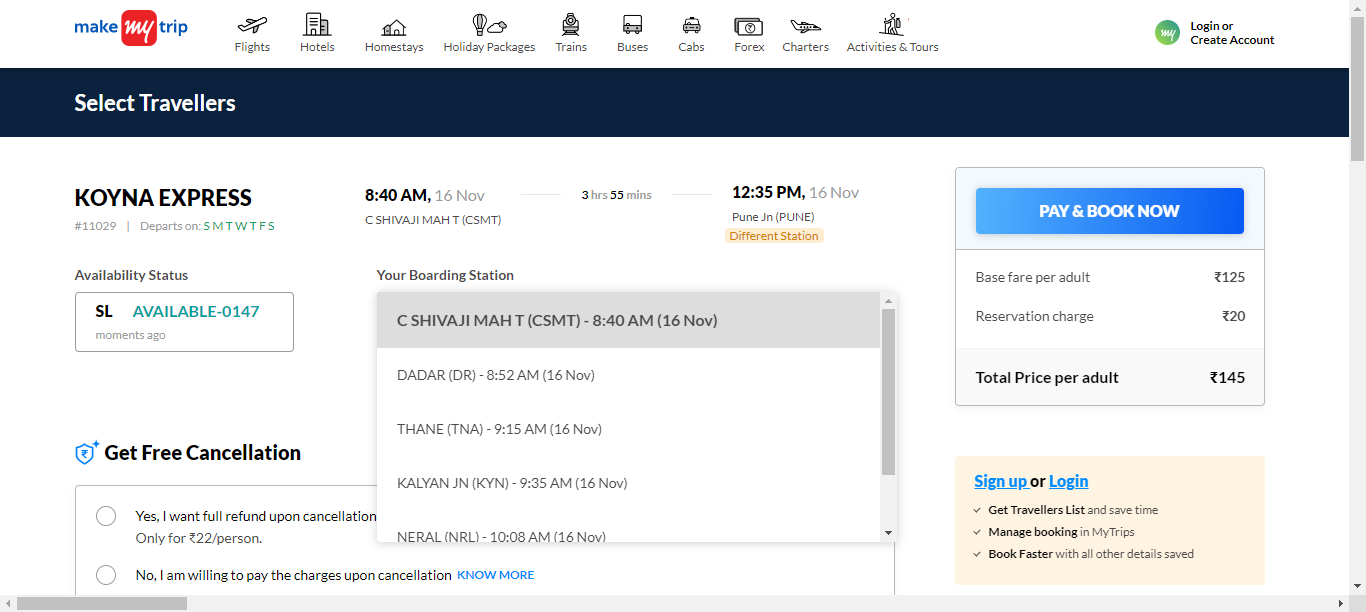 make my trip
Flights
Hotels
Homestays
Holiday Packages
Trains
Buses
Cabs
Forex
Charters
Activities & Tours
my
Login or
Create Account
Select Travellers
KOYNA EXPRESS
#11029 | Departs on: S M T W T F S
8:40 AM, 16 Nov
C SHIVAJI MAH T (CSMT)
3 hrs 55 mins
12:35 PM, 16 Nov
Pune Jn (PUNE)
Different Station
Availability Status
SL AVAILABLE-0147
moments ago
Your Boarding Station
C SHIVAJI MAH T (CSMT) - 8:40 AM (16 Nov)
DADAR (DR) - 8:52 AM (16 Nov)
THANE (TNA) - 9:15 AM (16 Nov)
KALYAN JN (KYN) - 9:35 AM (16 Nov)
NERAL (NRL) - 10:08 AM (16 Nov)
₹ Get Free Cancellation
Yes, I want full refund upon cancellation
Only for ₹22/person.
No, I am willing to pay the charges upon cancellation KNOW MORE
PAY & BOOK NOW
Base fare per adult ₹125
Reservation charge ₹20
Total Price per adult ₹145
Sign up or Login
Get Travellers List and save time
Manage booking in MyTrips
Book Faster with all other details saved